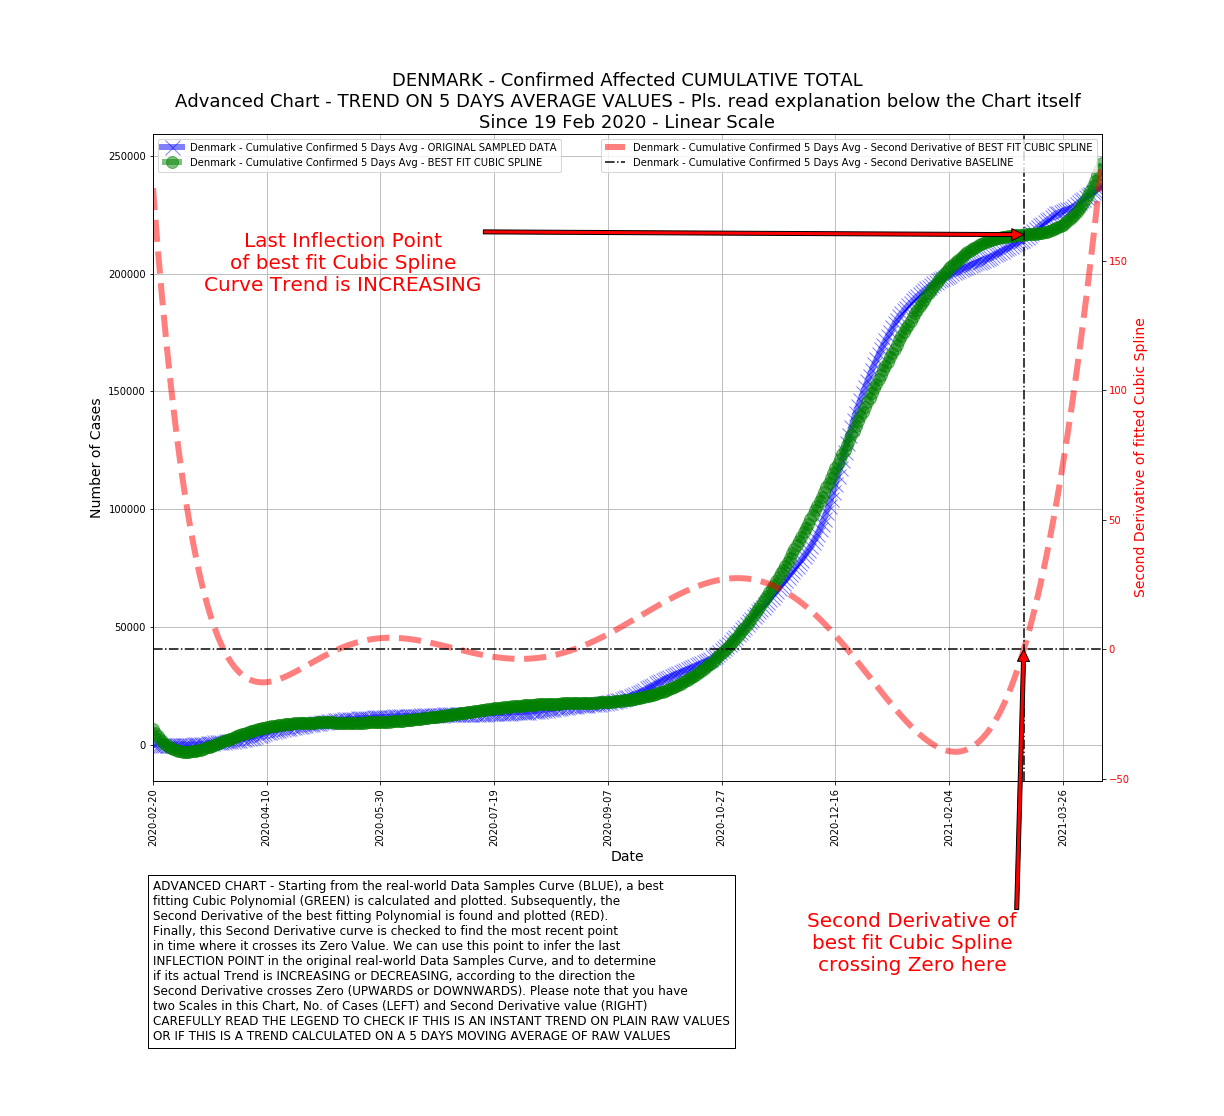 DENMARK - Confirmed Affected CUMULATIVE TOTAL
Advanced Chart - TREND ON 5 DAYS AVERAGE VALUES - Pls. read explanation below the Chart itself
Since 19 Feb 2020 - Linear Scale
Denmark - Cumulative Confirmed 5 Days Avg - ORIGINAL SAMPLED DATA
Denmark - Cumulative Confirmed 5 Days Avg - BEST FIT CUBIC SPLINE
Denmark - Cumulative Confirmed 5 Days Avg - Second Derivative of BEST FIT CUBIC SPLINE
Denmark - Cumulative Confirmed 5 Days Avg - Second Derivative BASELINE
Last Inflection Point
of best fit Cubic Spline
Curve Trend is INCREASING
Number of Cases
250000
200000
150000
100000
50000
0
150
100
50
0
−50
Second Derivative of fitted Cubic Spline
2020-02-20
2020-04-10
2020-05-30
2020-07-19
2020-09-07
2020-10-27
2020-12-16
2021-02-04
2021-03-26
Date
ADVANCED CHART - Starting from the real-world Data Samples Curve (BLUE), a best
fitting Cubic Polynomial (GREEN) is calculated and plotted. Subsequently, the
Second Derivative of the best fitting Polynomial is found and plotted (RED).
Finally, this Second Derivative curve is checked to find the most recent point
in time where it crosses its Zero Value. We can use this point to infer the last
INFLECTION POINT in the original real-world Data Samples Curve, and to determine
if its actual Trend is INCREASING or DECREASING, according to the direction the
Second Derivative crosses Zero (UPWARDS or DOWNWARDS). Please note that you have
two Scales in this Chart, No. of Cases (LEFT) and Second Derivative value (RIGHT)
CAREFULLY READ THE LEGEND TO CHECK IF THIS IS AN INSTANT TREND ON PLAIN RAW VALUES
OR IF THIS IS A TREND CALCULATED ON A 5 DAYS MOVING AVERAGE OF RAW VALUES
Second Derivative of
best fit Cubic Spline
crossing Zero here